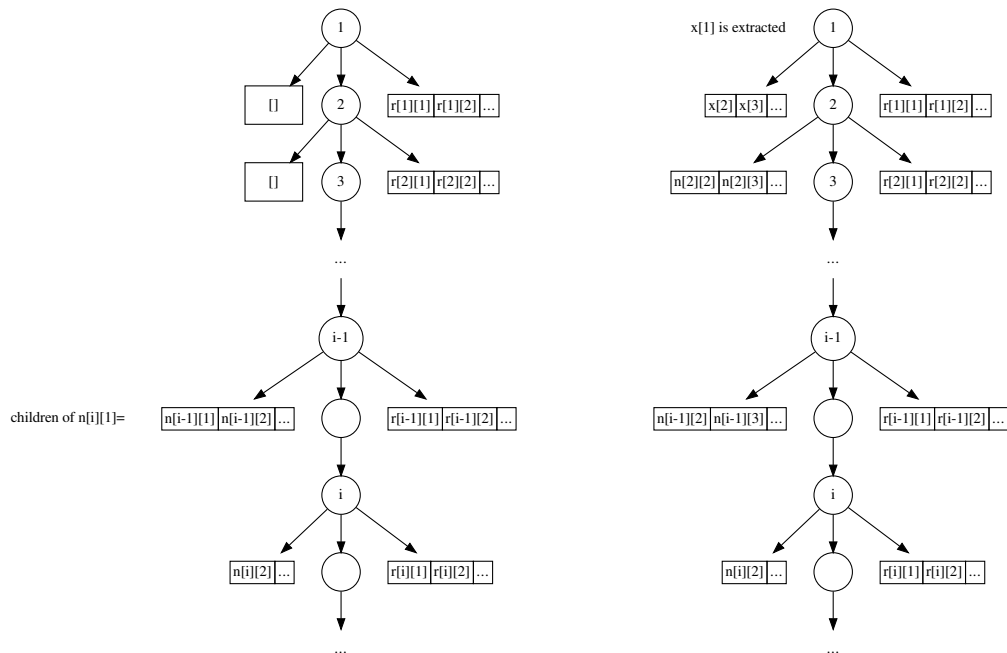 1 x[1] is extracted 1
[] 2 r[1][1] r[1][2] ... x[2] x[3] ... 2 r[1][1] r[1][2] ...
[] 3 r[2][1] r[2][2] ... n[2][2] n[2][3] ... 3 r[2][1] r[2][2] ...
... ...
i-1 i-1
children of n[i][1]= n[i-1][1] n[i-1][2] ... r[i-1][1] r[i-1][2] ... n[i-1][2] n[i-1][3] ... r[i-1][1] r[i-1][2] ...
i i
n[i][2] ... r[i][1] r[i][2] ... n[i][2] ... r[i][1] r[i][2] ...
... ...